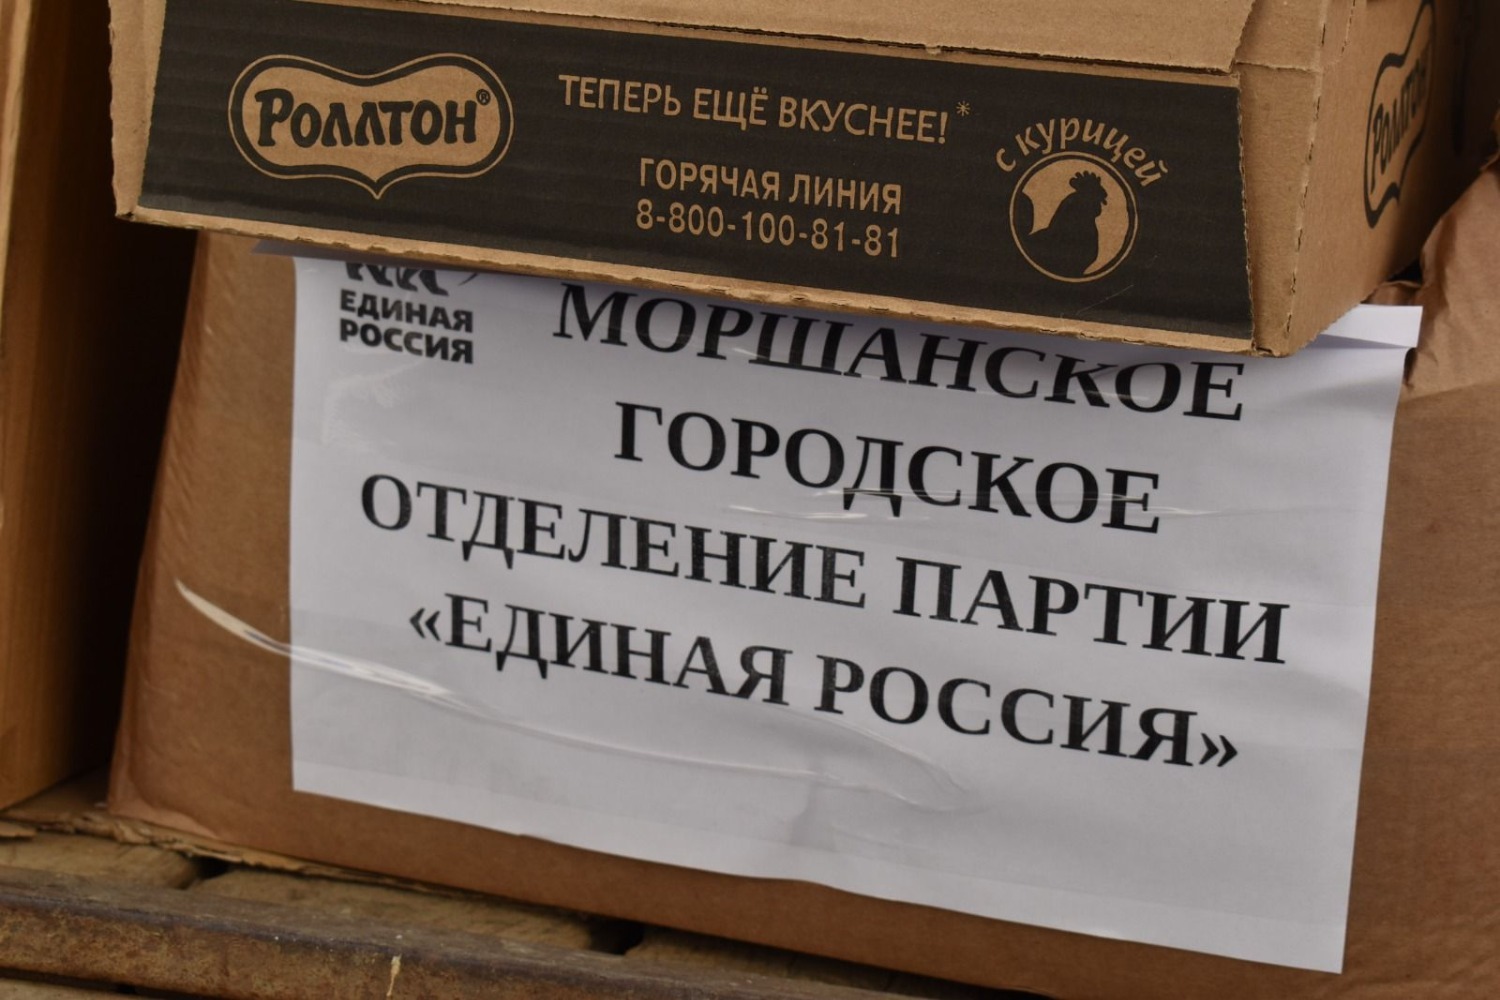 РОЛЛТОН®
ТЕПЕРЬ ЕЩЁ ВКУСНЕЕ!*
ГОРЯЧАЯ ЛИНИЯ
8-800-100-81-81
с курицей
РОЛЛТОН
ЕДИНАЯ
РОССИЯ
МОРШАНСКОЕ
ГОРОДСКОЕ
ОТДЕЛЕНИЕ ПАРТИИ
«ЕДИНАЯ РОССИЯ»